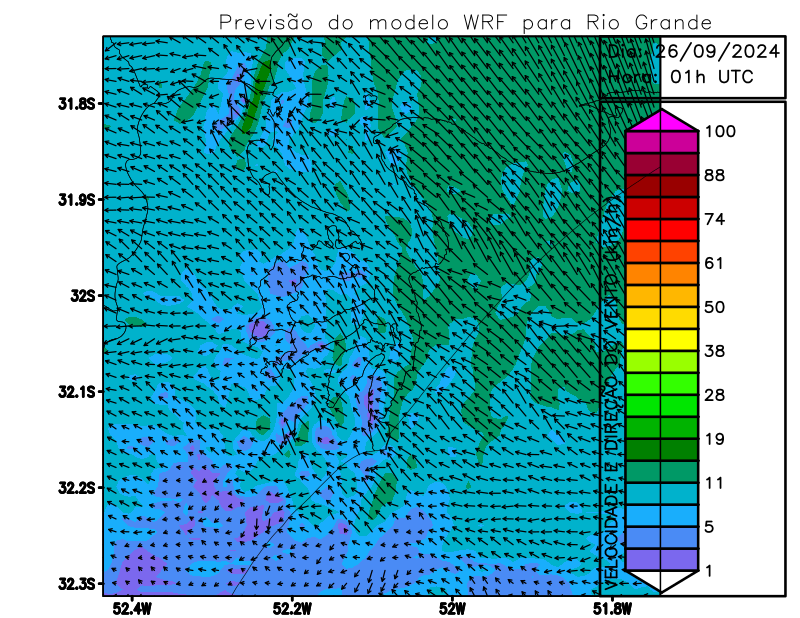 Previsão do modelo WRF para Rio Grande
Dia: 26/09/2024
Hora: 01h UTC
31.8S
31.9S
32S
32.1S
32.2S
32.3S
52.4W
52.2W
52W
51.8W
VELOCIDADE E DIREÇÃO DO VENTO (km/h)
100
88
74
61
50
38
28
19
11
5
1